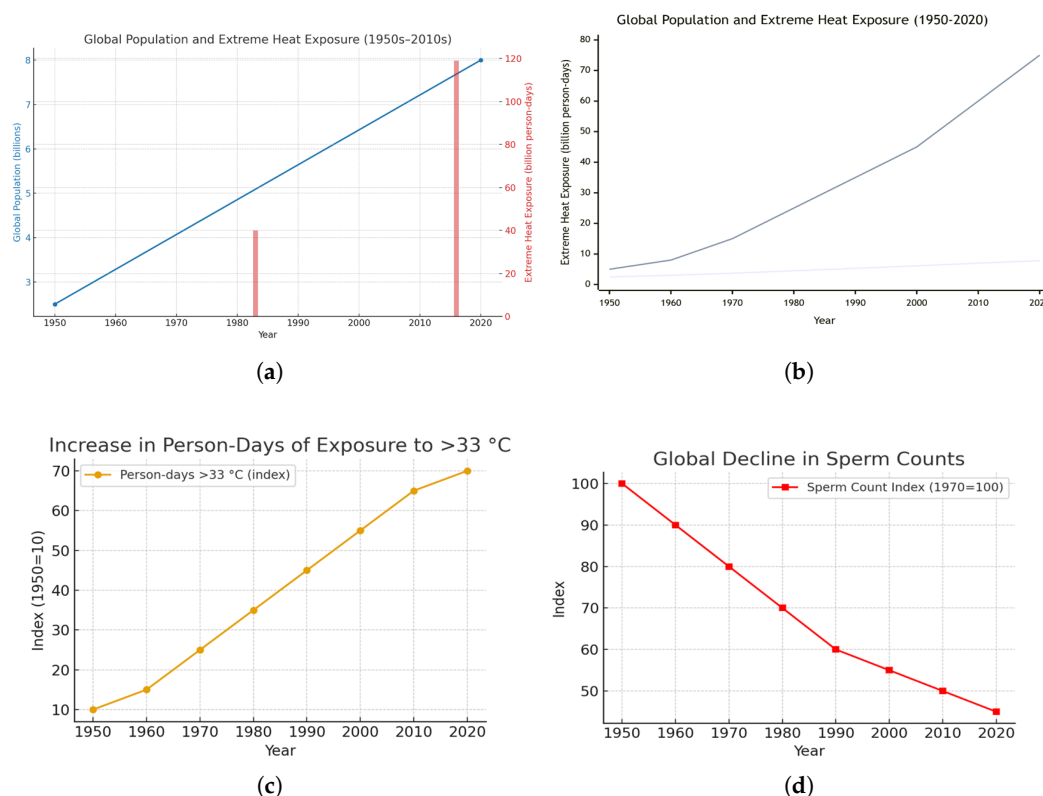 Global Population and Extreme Heat Exposure (1950s–2010s)
Global Population (billions)
8
7
6
5
4
3
120
100
80
60
40
20
0
Extreme Heat Exposure (billion person-days)
1950 1960 1970 1980 1990 2000 2010 2020
Year
(a)
Global Population and Extreme Heat Exposure (1950-2020)
Extreme Heat Exposure (billion person-days)
80
70
60
50
40
30
20
10
0
1950 1960 1970 1980 1990 2000 2010 202
Year
(b)
Increase in Person-Days of Exposure to >33 °C
Person-days >33 °C (index)
Index (1950=10)
70
60
50
40
30
20
10
1950 1960 1970 1980 1990 2000 2010 2020
Year
(c)
Global Decline in Sperm Counts
Sperm Count Index (1970=100)
Index
100
90
80
70
60
50
1950 1960 1970 1980 1990 2000 2010 2020
Year
(d)